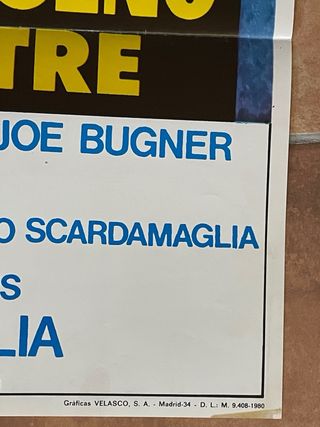 TRE
JOE BUGNER
O SCARDAMAGLIA
S
LIA
Gráficas VELASCO, S. A. - Madrid-34 - D. L.: M. 9.408-1980